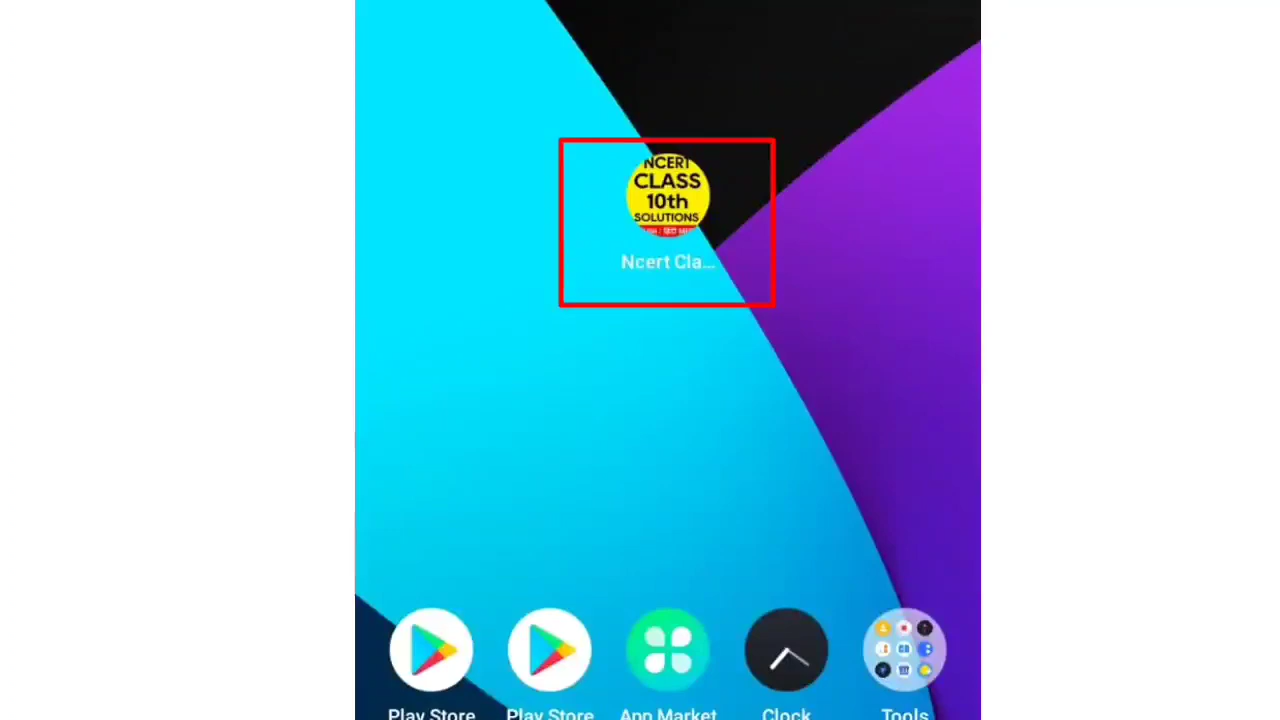 NCERT
CLASS
10th
SOLUTIONS
Ncert Cla...
Play Store
Play Store
App Market
Clock
Tools